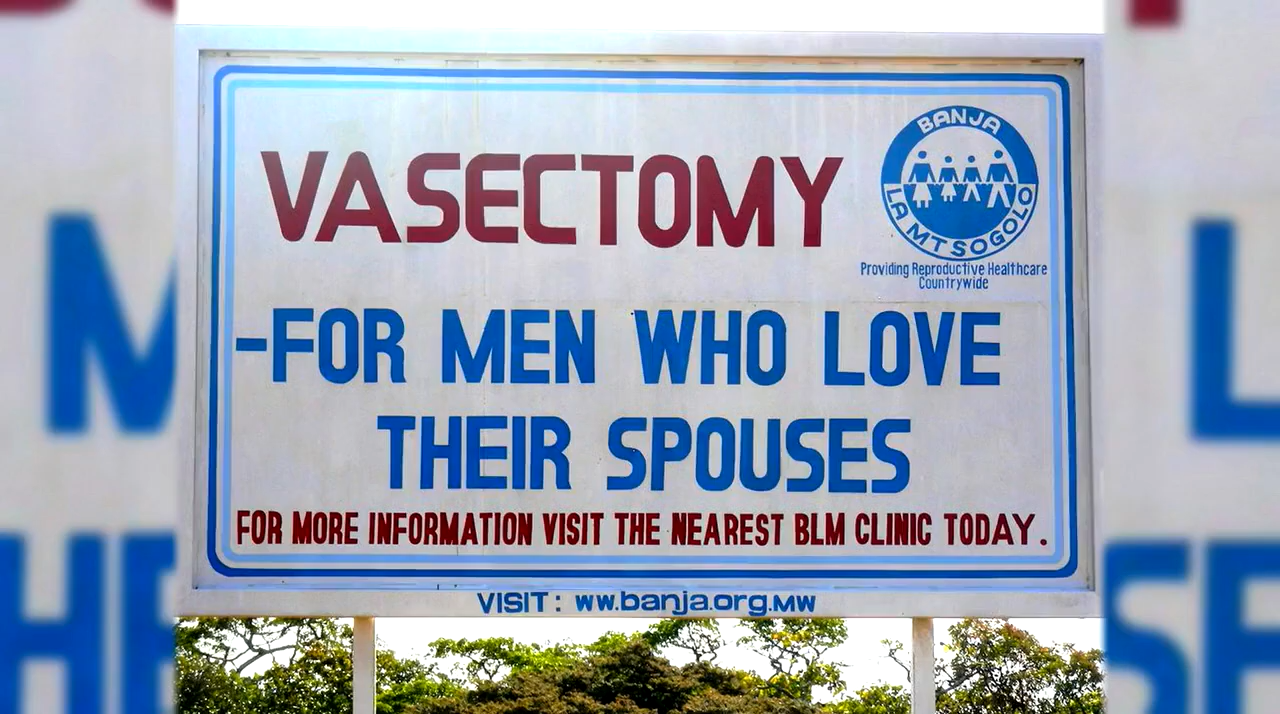 VASECTOMY
BANJA
LA MTSOGOLO
Providing Reproductive Healthcare
Countrywide
-FOR MEN WHO LOVE
THEIR SPOUSES
FOR MORE INFORMATION VISIT THE NEAREST BLM CLINIC TODAY.
VISIT: ww.banja.org.mw